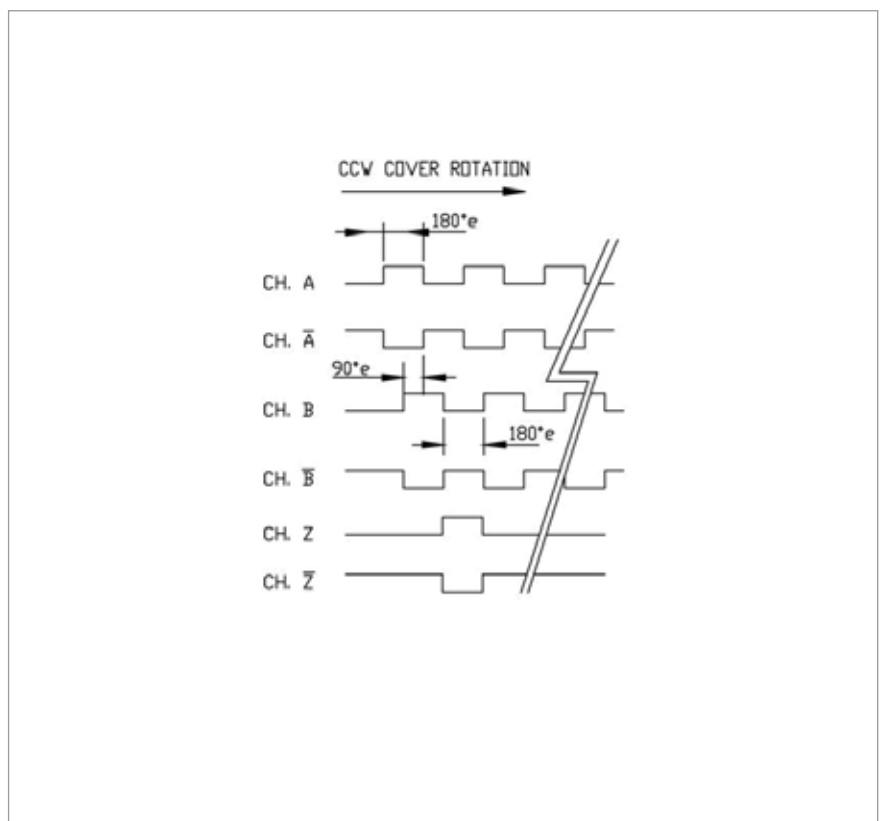 CCW COVER ROTATION
180°e
CH. A
CH. A̅
90°e
CH. B
180°e
CH. B̅
CH. Z
CH. Z̅